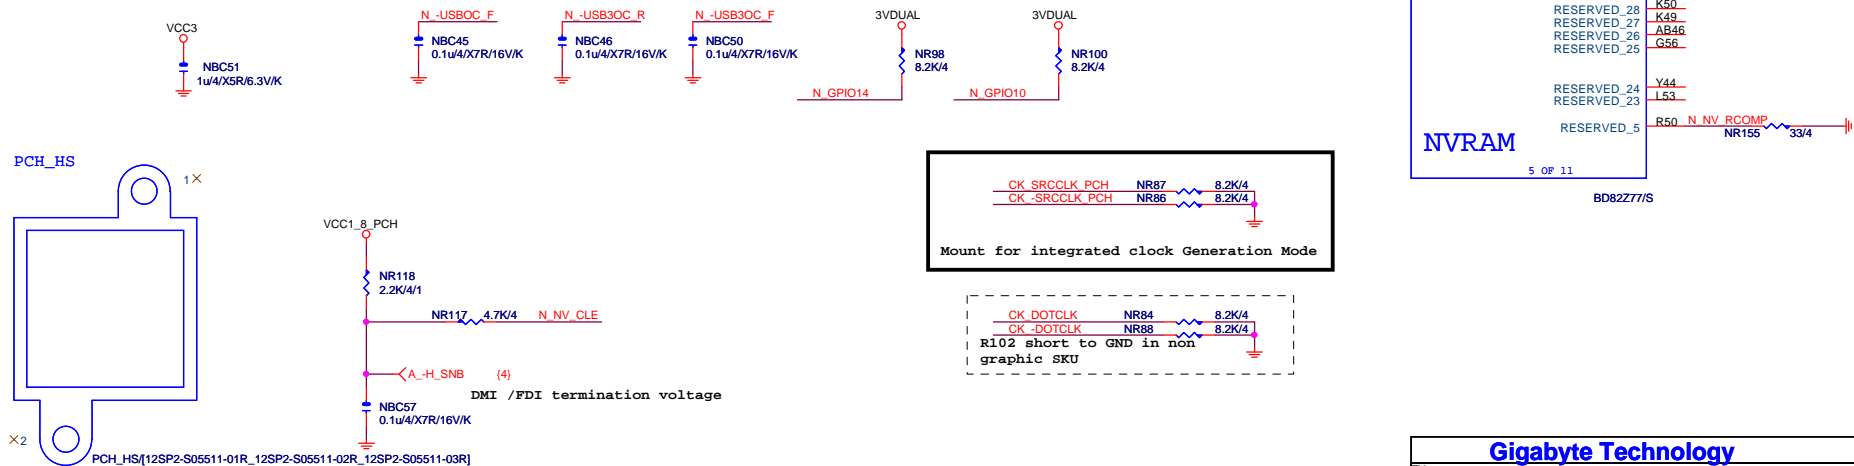 VCC3
NBC51
1u/4/X5R/6.3V/K
N_-USBOC_F
NBC45
0.1u/4/X7R/16V/K
N_-USB3OC_R
NBC46
0.1u/4/X7R/16V/K
N_-USB3OC_F
NBC50
0.1u/4/X7R/16V/K
3VDUAL
NR98
8.2K/4
N_GPIO14
3VDUAL
NR100
8.2K/4
N_GPIO10
RESERVED_28 K50
RESERVED_27 K49
RESERVED_26 AB46
RESERVED_25 G56
RESERVED_24 Y44
RESERVED_23 L53
RESERVED_5 R50 N_NV_RCOMP
NR155 33/4
NVRAM
5 OF 11
BD82Z77/S
PCH_HS
1
2
PCH_HS/[12SP2-S05511-01R_12SP2-S05511-02R_12SP2-S05511-03R]
VCC1_8_PCH
NR118
2.2K/4/1
NR117 4.7K/4 N_NV_CLE
A_-H_SNB {4}
DMI /FDI termination voltage
NBC57
0.1u/4/X7R/16V/K
CK_SRCCLK_PCH NR87 8.2K/4
CK_-SRCCLK_PCH NR86 8.2K/4
Mount for integrated clock Generation Mode
CK_DOTCLK NR84 8.2K/4
CK_-DOTCLK NR88 8.2K/4
R102 short to GND in non
graphic SKU
Gigabyte Technology